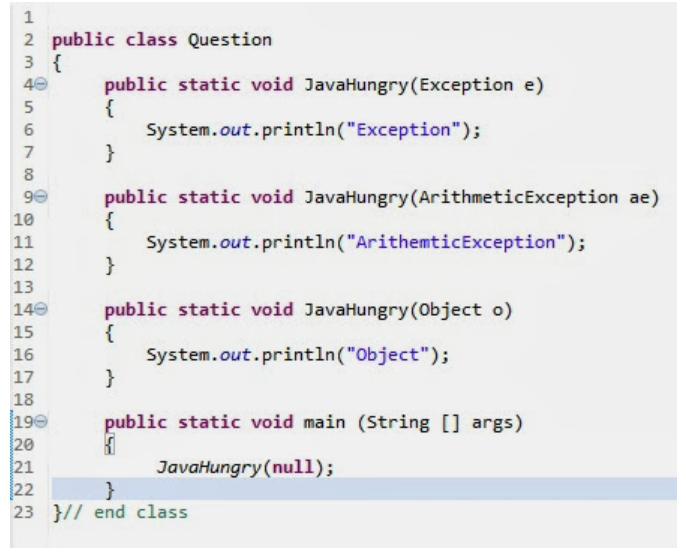 1
2 public class Question
3 {
4 public static void JavaHungry(Exception e)
5 {
6 System.out.println("Exception");
7 }
8
9 public static void JavaHungry(ArithmeticException ae)
10 {
11 System.out.println("ArithemticException");
12 }
13
14 public static void JavaHungry(Object o)
15 {
16 System.out.println("Object");
17 }
18
19 public static void main (String [] args)
20 {
21 JavaHungry(null);
22 }
23 }// end class